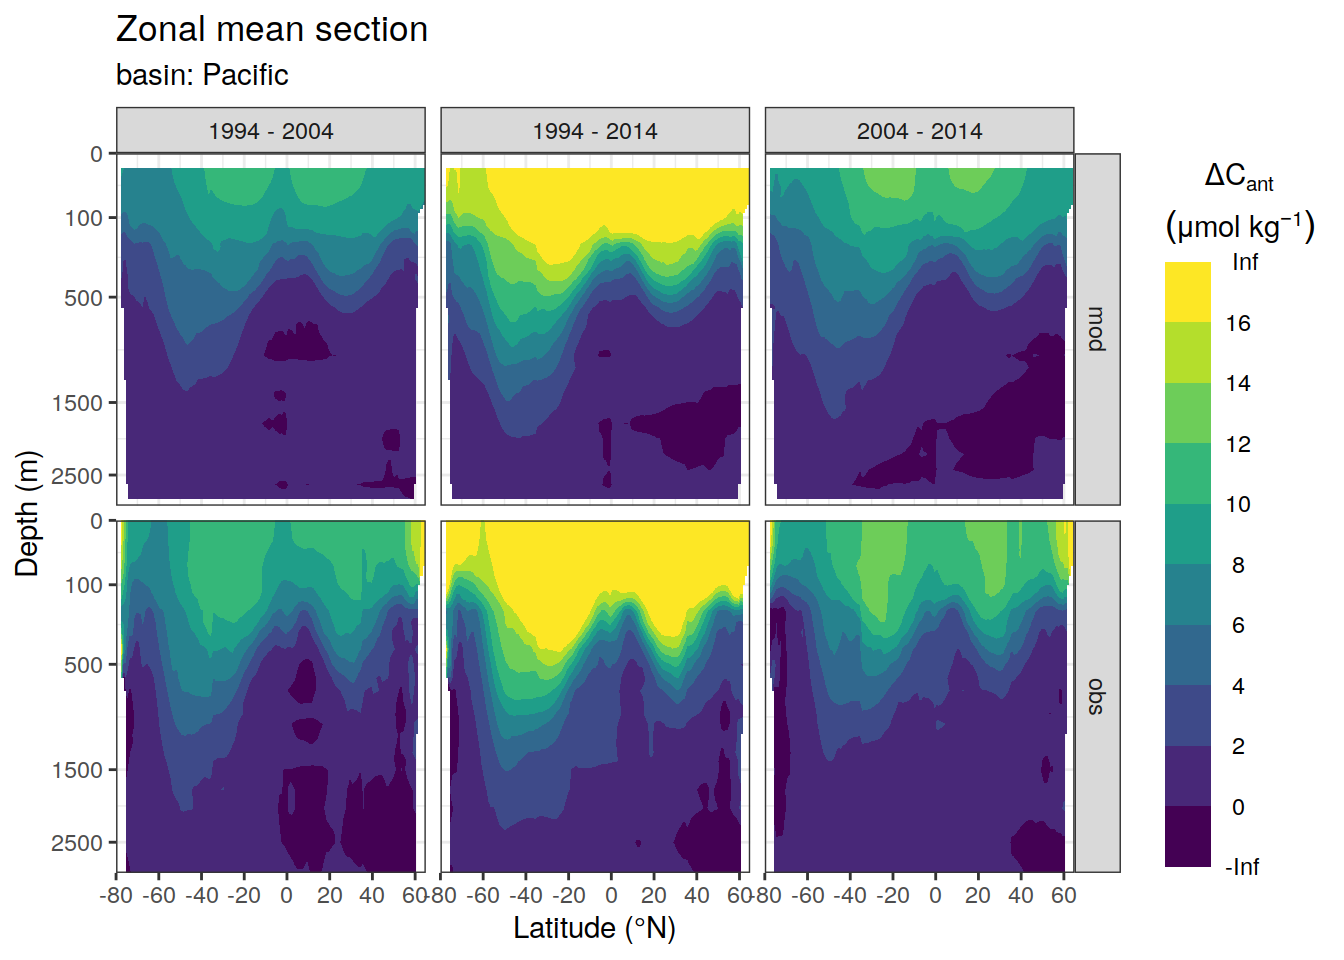 Zonal mean section
basin: Pacific
1994 - 2004
1994 - 2014
2004 - 2014
0
100
500
1500
2500
mod
0
100
500
1500
2500
obs
Depth (m)
-80 -60 -40 -20 0 20 40 60
-80 -60 -40 -20 0 20 40 60
-80 -60 -40 -20 0 20 40 60
Latitude (°N)
ΔCant
(μmol kg⁻¹)
Inf
16
14
12
10
8
6
4
2
0
-Inf